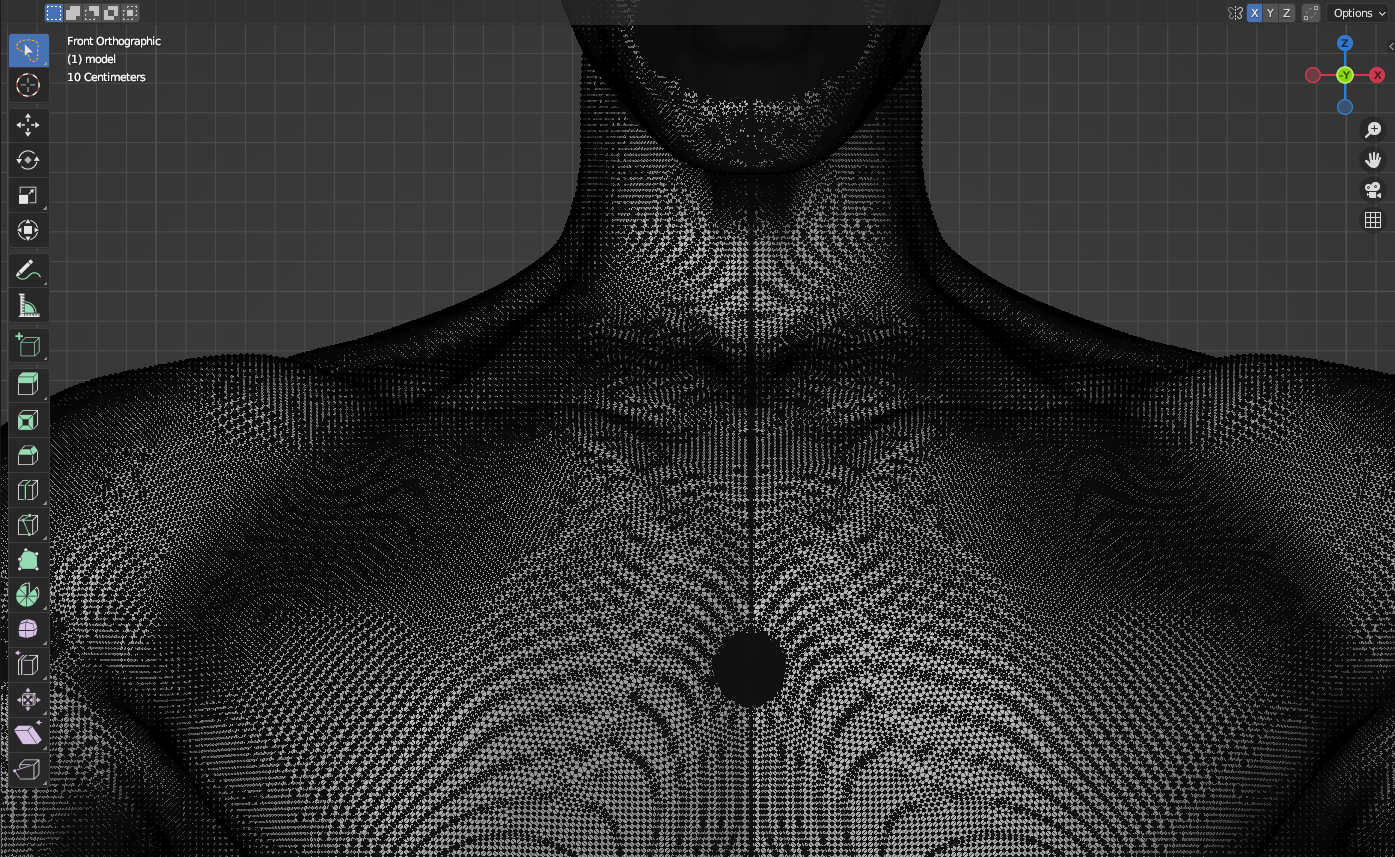 X Y Z Options
Front Orthographic
(1) model
10 Centimeters
Z
-Y X